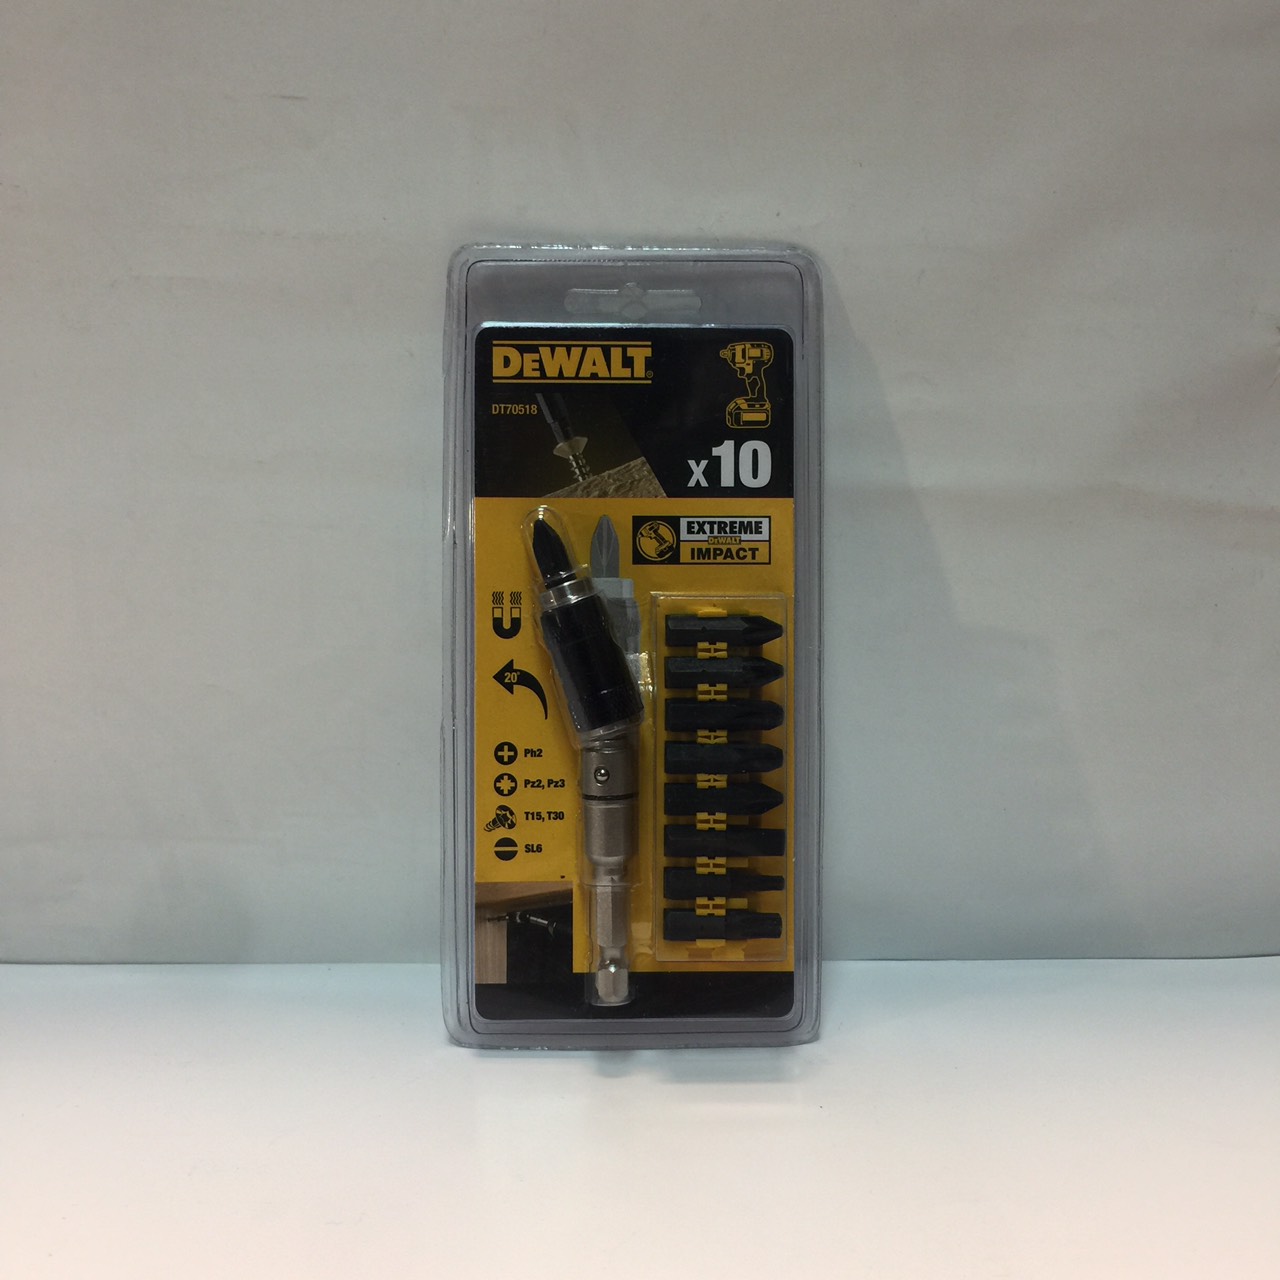 DEWALT
DT70518
x10
EXTREME
DEWALT
IMPACT
20°
Ph2
Pz2, Pz3
T15, T30
SL6